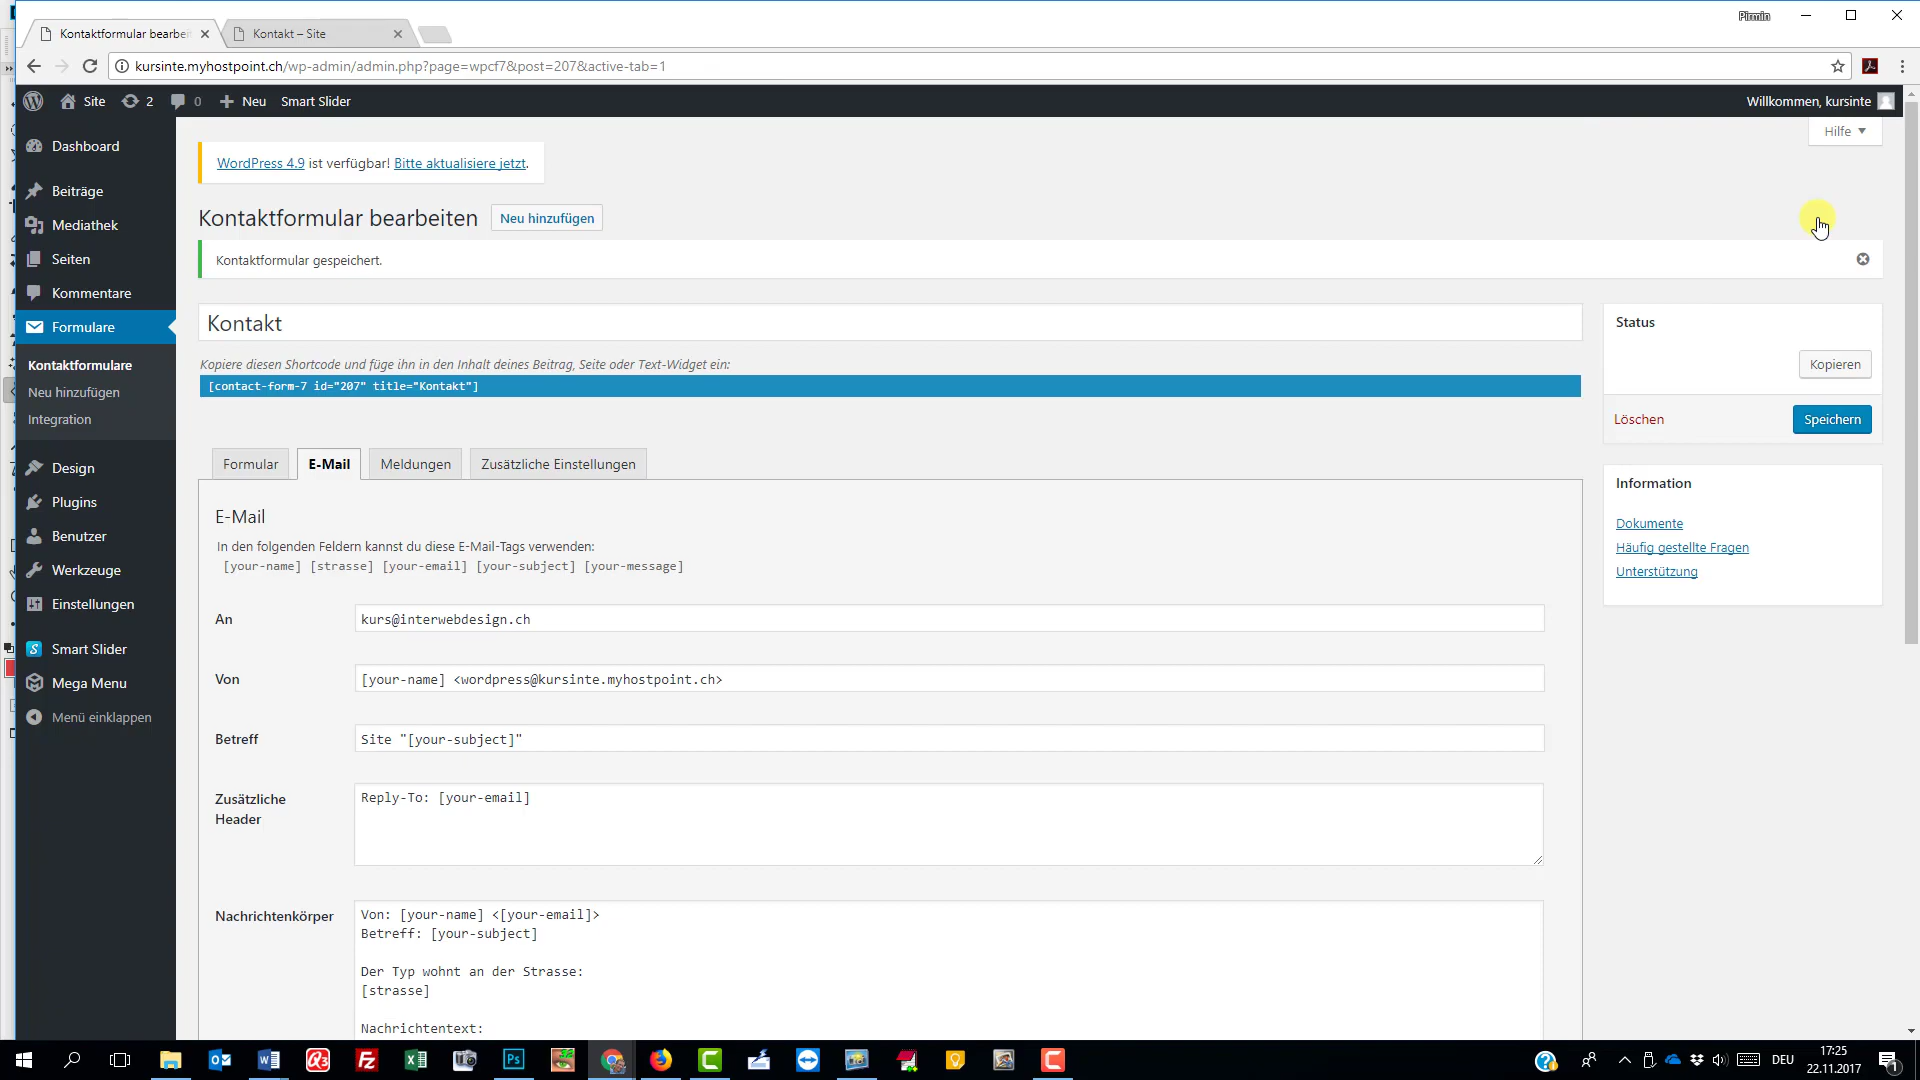 Pirmin
Kontaktformular bearbei
Kontakt – Site
kursinte.myhostpoint.ch/wp-admin/admin.php?page=wpcf7&post=207&active-tab=1
Site
2
0
Neu
Smart Slider
Willkommen, kursinte
Hilfe
Dashboard
Beiträge
Mediathek
Seiten
Kommentare
Formulare
Kontaktformulare
Neu hinzufügen
Integration
Design
Plugins
Benutzer
Werkzeuge
Einstellungen
Smart Slider
Mega Menu
Menü einklappen
WordPress 4.9 ist verfügbar! Bitte aktualisiere jetzt.
Kontaktformular bearbeiten
Neu hinzufügen
Kontaktformular gespeichert.
Kontakt
Kopiere diesen Shortcode und füge ihn in den Inhalt deines Beitrag, Seite oder Text-Widget ein:
[contact-form-7 id="207" title="Kontakt"]
Formular
E-Mail
Meldungen
Zusätzliche Einstellungen
E-Mail
In den folgenden Feldern kannst du diese E-Mail-Tags verwenden:
[your-name] [strasse] [your-email] [your-subject] [your-message]
An
kurs@interwebdesign.ch
Von
[your-name] <wordpress@kursinte.myhostpoint.ch>
Betreff
Site "[your-subject]"
Zusätzliche
Header
Reply-To: [your-email]
Nachrichtenkörper
Von: [your-name] <[your-email]>
Betreff: [your-subject]
Der Typ wohnt an der Strasse:
[strasse]
Nachrichtentext:
Status
Kopieren
Löschen
Speichern
Information
Dokumente
Häufig gestellte Fragen
Unterstützung
DEU
17:25
22.11.2017
1